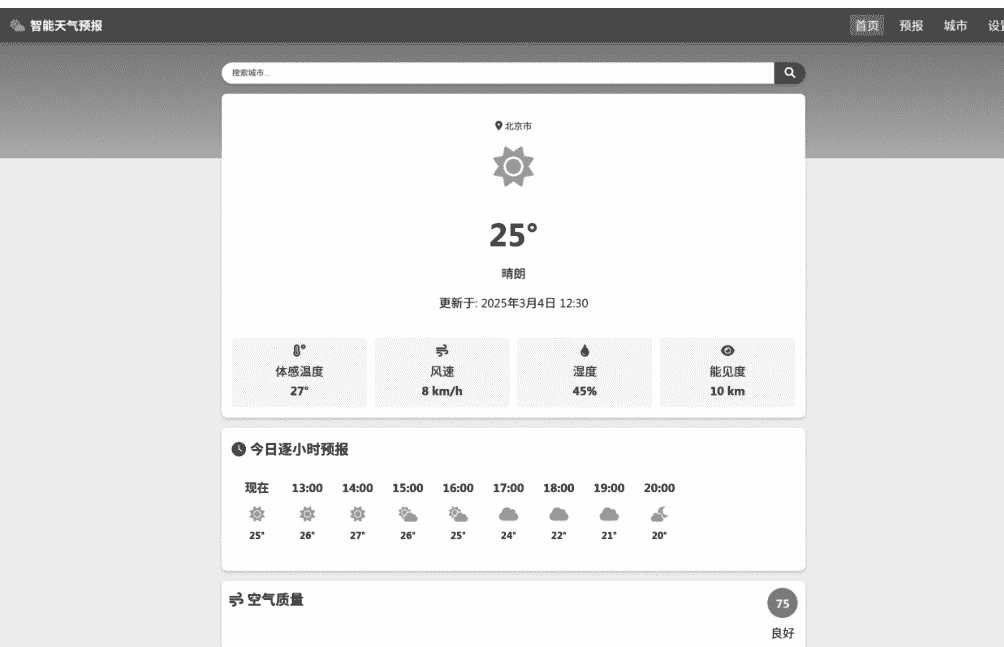 智能天气预报
首页 预报 城市 设置
搜索城市...
北京市
25°
晴朗
更新于: 2025年3月4日 12:30
体感温度 风速 湿度 能见度
27° 8 km/h 45% 10 km
今日逐小时预报
现在 13:00 14:00 15:00 16:00 17:00 18:00 19:00 20:00
25° 26° 27° 26° 25° 24° 22° 21° 20°
空气质量
75
良好